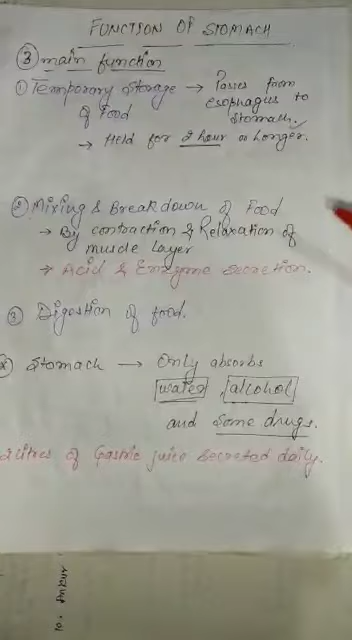 FUNCTION OF STOMACH
③ main function
① Temporary Storage → Passes from
of Food esophagus to
stomach.
→ Held for 2 hour or longer.
② Mixing & Breakdown of Food
→ By contraction & Relaxation of
muscle layer
→ Acid & Enzyme secretion.
③ Digestion of food.
Stomach → Only absorbs
water, alcohol
and some drugs.
of Gastric juice secreted daily.